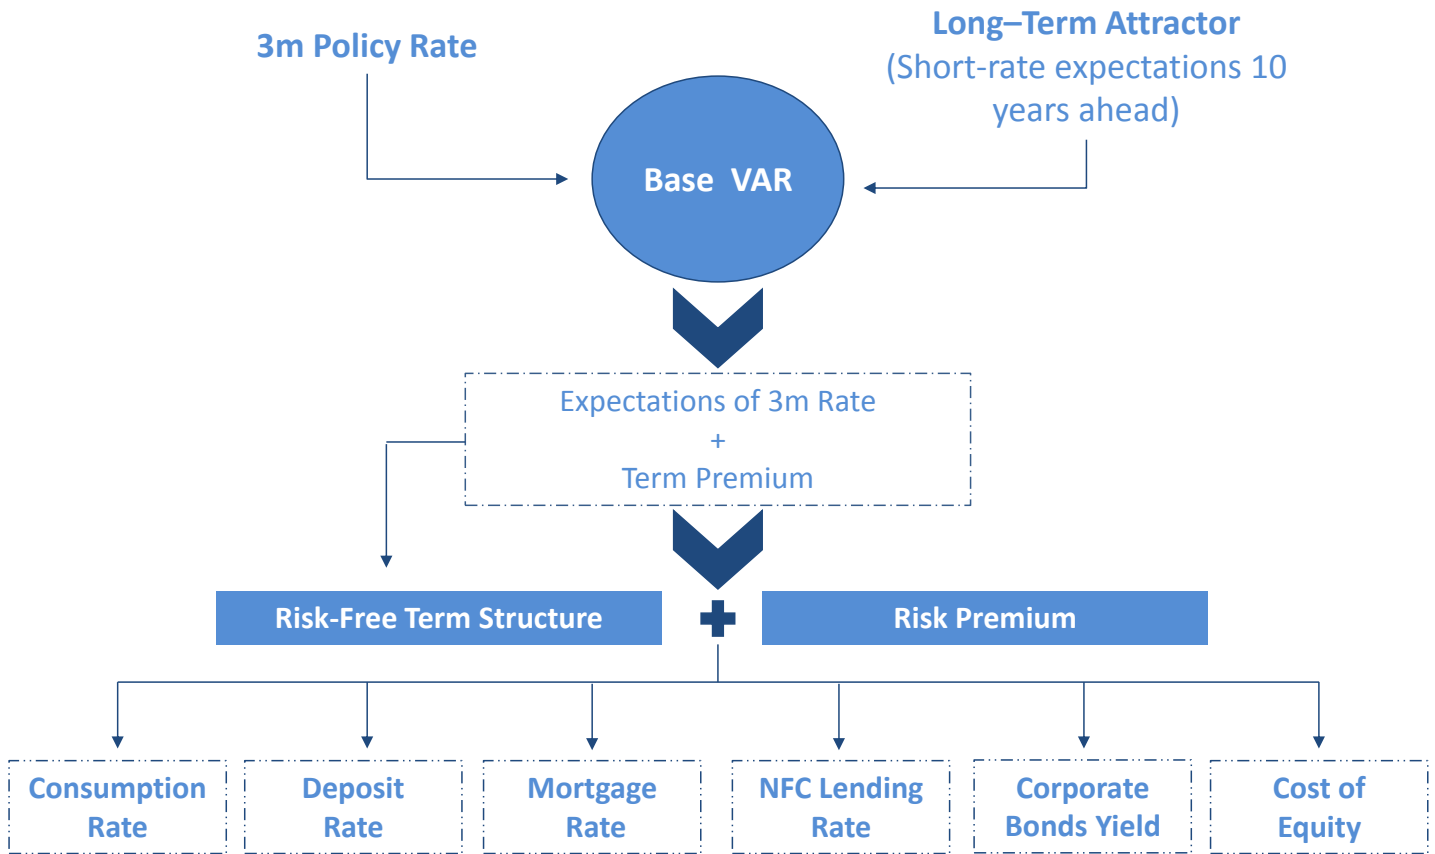 3m Policy Rate
Long–Term Attractor
(Short-rate expectations 10
years ahead)
Base VAR
Expectations of 3m Rate
+
Term Premium
Risk-Free Term Structure
Risk Premium
Consumption
Rate
Deposit
Rate
Mortgage
Rate
NFC Lending
Rate
Corporate
Bonds Yield
Cost of
Equity